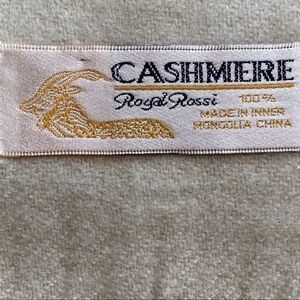 CASHMERE
Royal Rossi 100%
MADE IN INNER
MONGOLIA CHINA